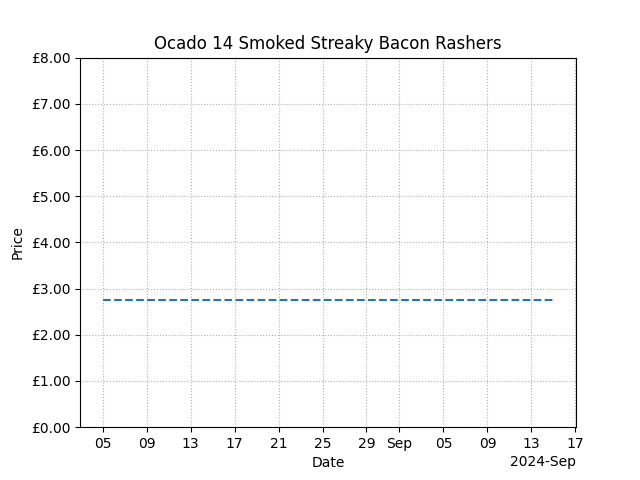 Ocado 14 Smoked Streaky Bacon Rashers
£8.00
£7.00
£6.00
£5.00
£4.00
£3.00
£2.00
£1.00
£0.00
Price
05 09 13 17 21 25 29 Sep 05 09 13 17
Date
2024-Sep